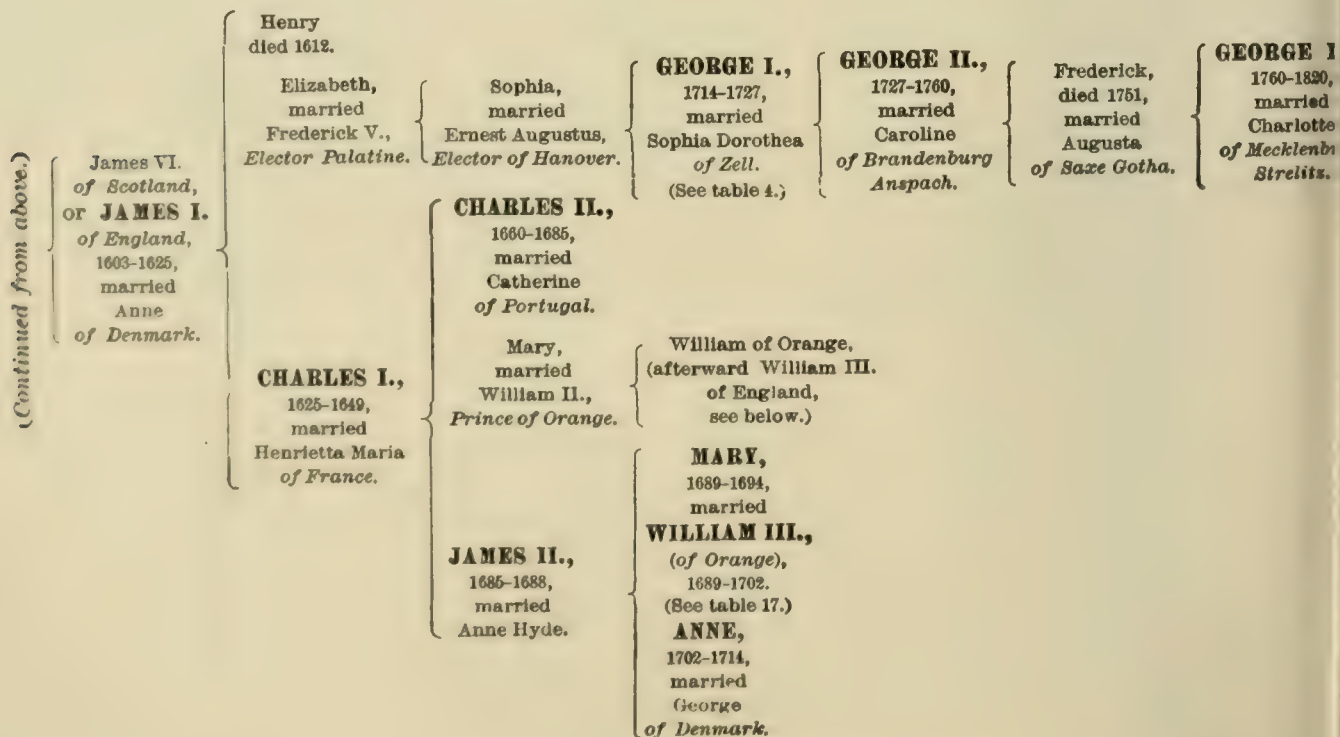 (Continued from above.)
James VI.
of Scotland,
or JAMES I.
of England,
1603-1625,
married
Anne
of Denmark.
Henry
died 1612.
Elizabeth,
married
Frederick V.,
Elector Palatine.
Sophia,
married
Ernest Augustus,
Elector of Hanover.
GEORGE I.,
1714-1727,
married
Sophia Dorothea
of Zell.
(See table 4.)
GEORGE II.,
1727-1760,
married
Caroline
of Brandenburg
Anspach.
Frederick,
died 1751,
married
Augusta
of Saxe Gotha.
GEORGE I
1760-1820,
married
Charlotte
of Mecklenbu
Strelitz.
CHARLES I.,
1625-1649,
married
Henrietta Maria
of France.
CHARLES II.,
1660-1685,
married
Catherine
of Portugal.
Mary,
married
William II.,
Prince of Orange.
William of Orange,
(afterward William III.
of England,
see below.)
JAMES II.,
1685-1688,
married
Anne Hyde.
MARY,
1689-1694,
married
WILLIAM III.,
(of Orange),
1689-1702.
(See table 17.)
ANNE,
1702-1714,
married
George
of Denmark.